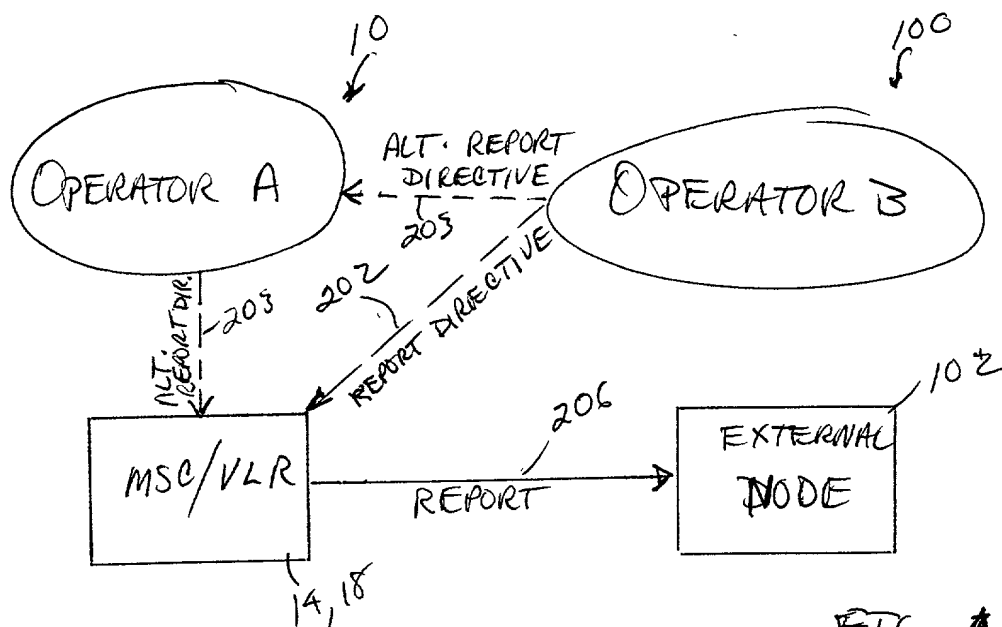 10
100
OPERATOR A
ALT. REPORT
DIRECTIVE
203
OPERATOR B
202
REPORT DIRECTIVE
ALT.
REPORT DIR.
203
MSC/VLR
14, 18
206
REPORT
102
EXTERNAL
NODE
FIG.